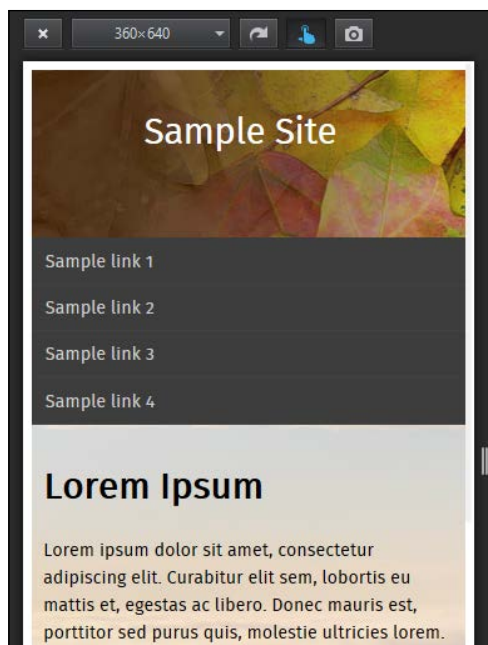 360×640
Sample Site
Sample link 1
Sample link 2
Sample link 3
Sample link 4
Lorem Ipsum
Lorem ipsum dolor sit amet, consectetur
adipiscing elit. Curabitur elit sem, lobortis eu
mattis et, egestas ac libero. Donec mauris est,
porttitor sed purus quis, molestie ultricies lorem.